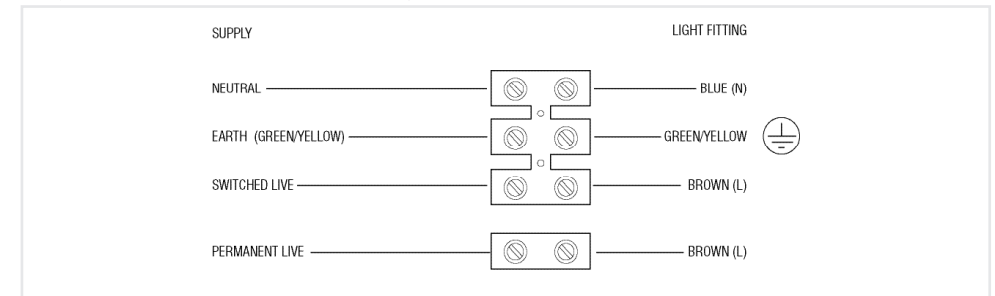 SUPPLY LIGHT FITTING
NEUTRAL BLUE (N)
EARTH (GREEN/YELLOW) GREEN/YELLOW
SWITCHED LIVE BROWN (L)
PERMANENT LIVE BROWN (L)